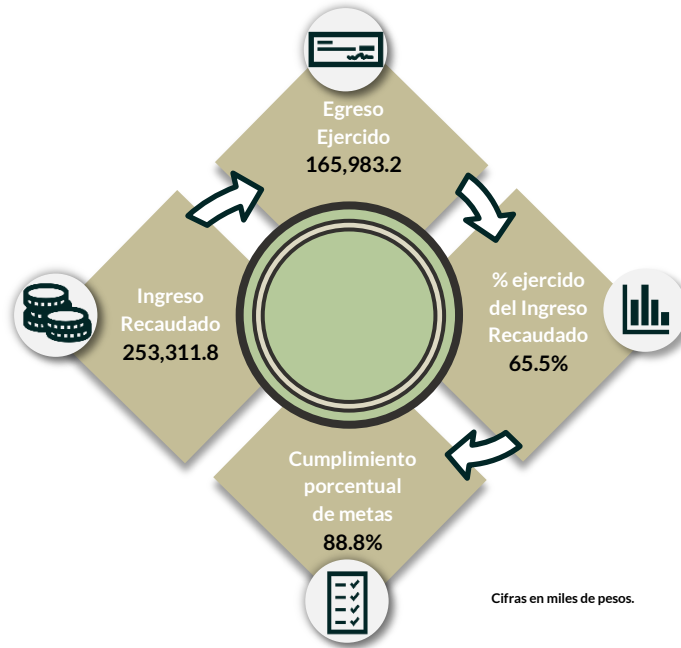 Egreso
Ejercido
165,983.2
Ingreso
Recaudado
253,311.8
% ejercido
del Ingreso
Recaudado
65.5%
Cumplimiento
porcentual
de metas
88.8%
Cifras en miles de pesos.